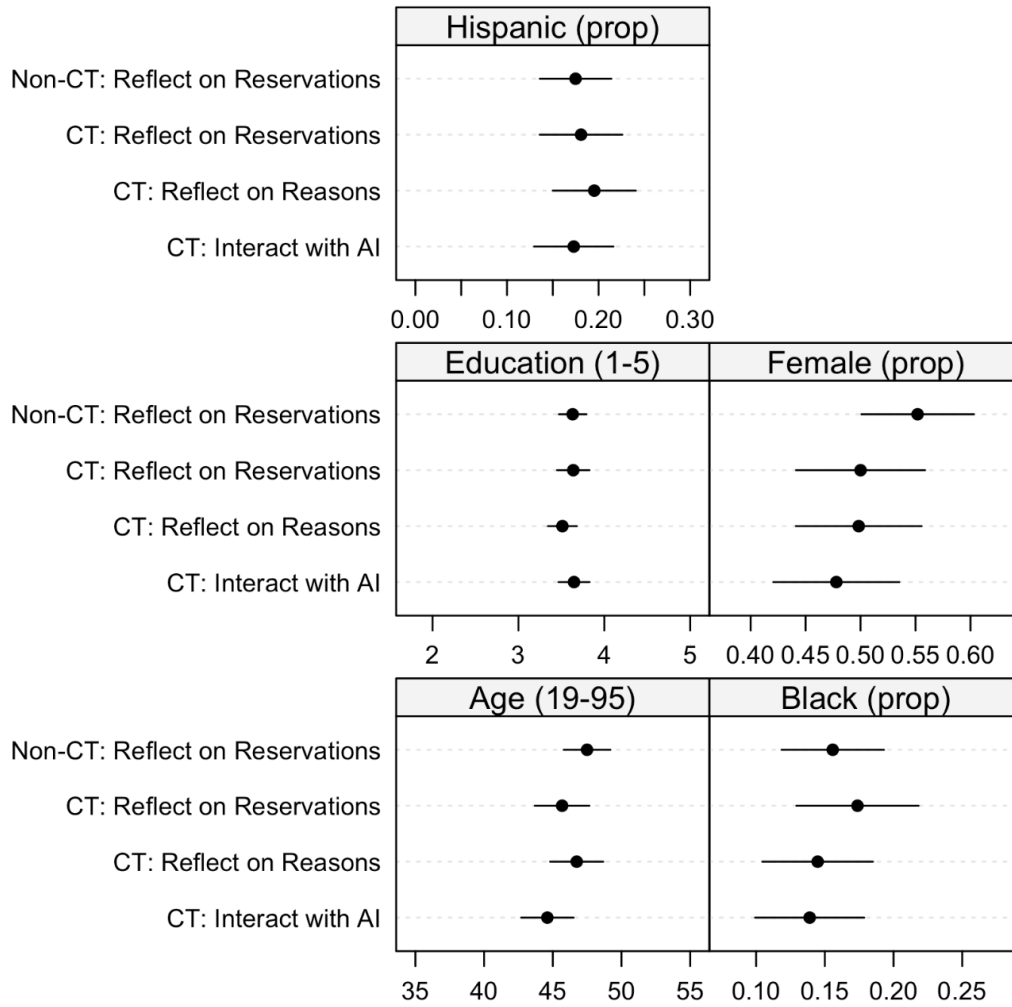 Hispanic (prop)
Non-CT: Reflect on Reservations
CT: Reflect on Reservations
CT: Reflect on Reasons
CT: Interact with AI
0.00 0.10 0.20 0.30
Education (1-5) Female (prop)
Non-CT: Reflect on Reservations
CT: Reflect on Reservations
CT: Reflect on Reasons
CT: Interact with AI
2 3 4 5 0.40 0.45 0.50 0.55 0.60
Age (19-95) Black (prop)
Non-CT: Reflect on Reservations
CT: Reflect on Reservations
CT: Reflect on Reasons
CT: Interact with AI
35 40 45 50 55 0.10 0.15 0.20 0.25